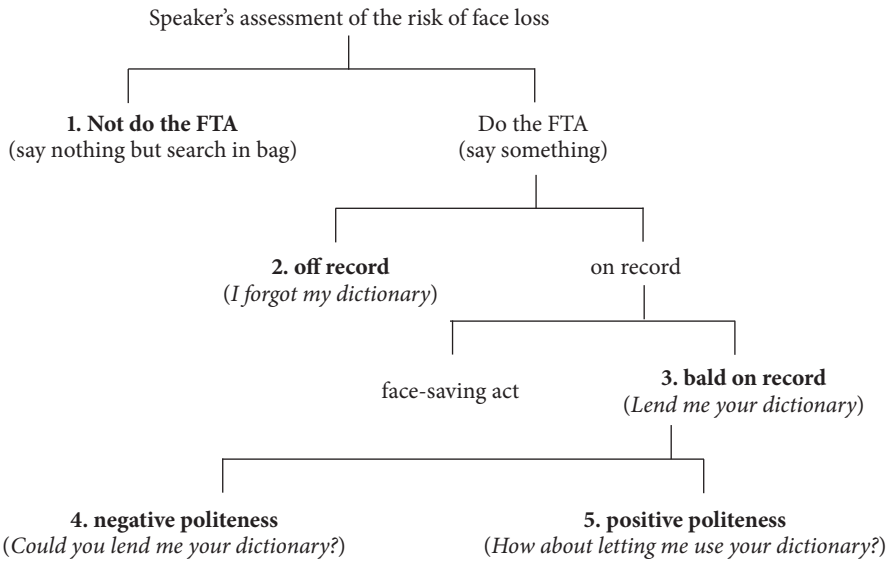 Speaker's assessment of the risk of face loss
1. Not do the FTA
(say nothing but search in bag)
Do the FTA
(say something)
2. off record
(I forgot my dictionary)
on record
face-saving act
3. bald on record
(Lend me your dictionary)
4. negative politeness
(Could you lend me your dictionary?)
5. positive politeness
(How about letting me use your dictionary?)